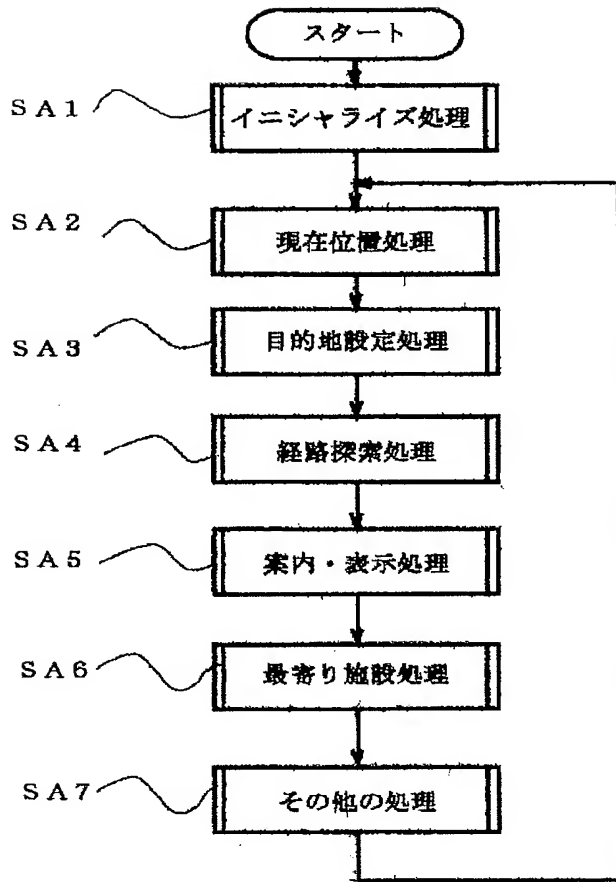 スタート
SA1
イニシャライズ処理
SA2
現在位置処理
SA3
目的地設定処理
SA4
経路探索処理
SA5
案内・表示処理
SA6
最寄り施設処理
SA7
その他の処理